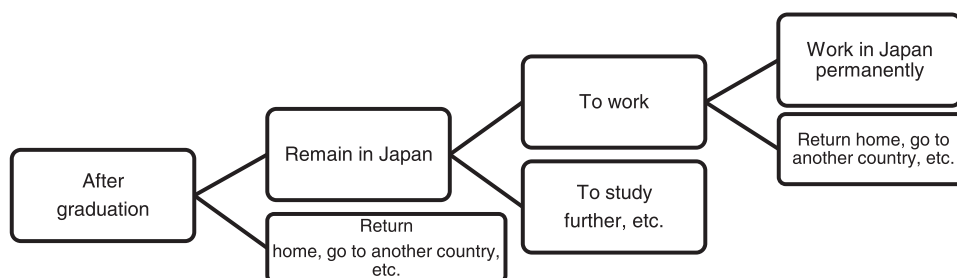 After
graduation
Remain in Japan
Return
home, go to another country,
etc.
To work
To study
further, etc.
Work in Japan
permanently
Return home, go to
another country, etc.